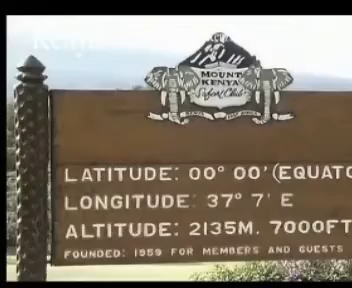 Kenya
MOUNT
KENYA
Safari Club
LATITUDE: 00° 00' (EQUATO
LONGITUDE: 37° 7' E
ALTITUDE: 2135M. 7000FT
FOUNDED: 1959 FOR MEMBERS AND GUESTS